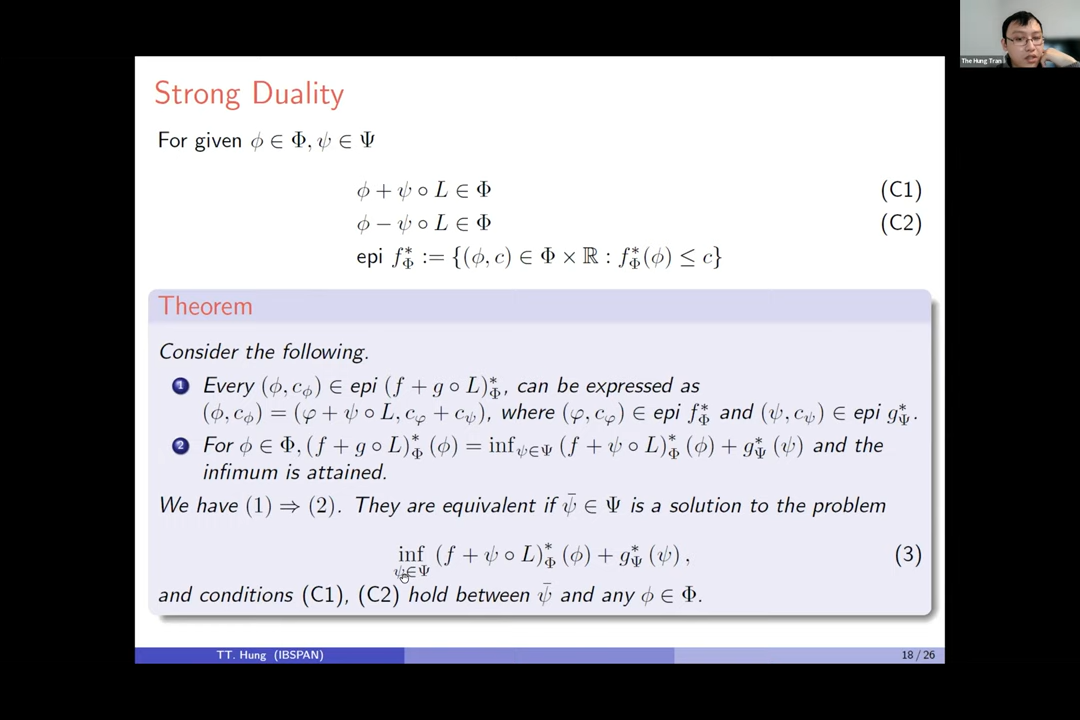 The Hung Tran
Strong Duality
For given ϕ ∈ Φ, ψ ∈ Ψ
ϕ + ψ ∘ L ∈ Φ (C1)
ϕ − ψ ∘ L ∈ Φ (C2)
epi f*_Φ := {(ϕ, c) ∈ Φ × ℝ : f*_Φ(ϕ) ≤ c}
Theorem
Consider the following.
1 Every (ϕ, c_ϕ) ∈ epi (f + g ∘ L)*_Φ, can be expressed as
(ϕ, c_ϕ) = (φ + ψ ∘ L, c_φ + c_ψ), where (φ, c_φ) ∈ epi f*_Φ and (ψ, c_ψ) ∈ epi g*_Ψ.
2 For ϕ ∈ Φ, (f + g ∘ L)*_Φ (ϕ) = inf_{ψ∈Ψ} (f + ψ ∘ L)*_Φ (ϕ) + g*_Ψ (ψ) and the
infimum is attained.
We have (1) ⇒ (2). They are equivalent if ψ̄ ∈ Ψ is a solution to the problem
inf_{ψ∈Ψ} (f + ψ ∘ L)*_Φ (ϕ) + g*_Ψ (ψ), (3)
and conditions (C1), (C2) hold between ψ̄ and any ϕ ∈ Φ.
TT. Hung (IBSPAN) 18 / 26